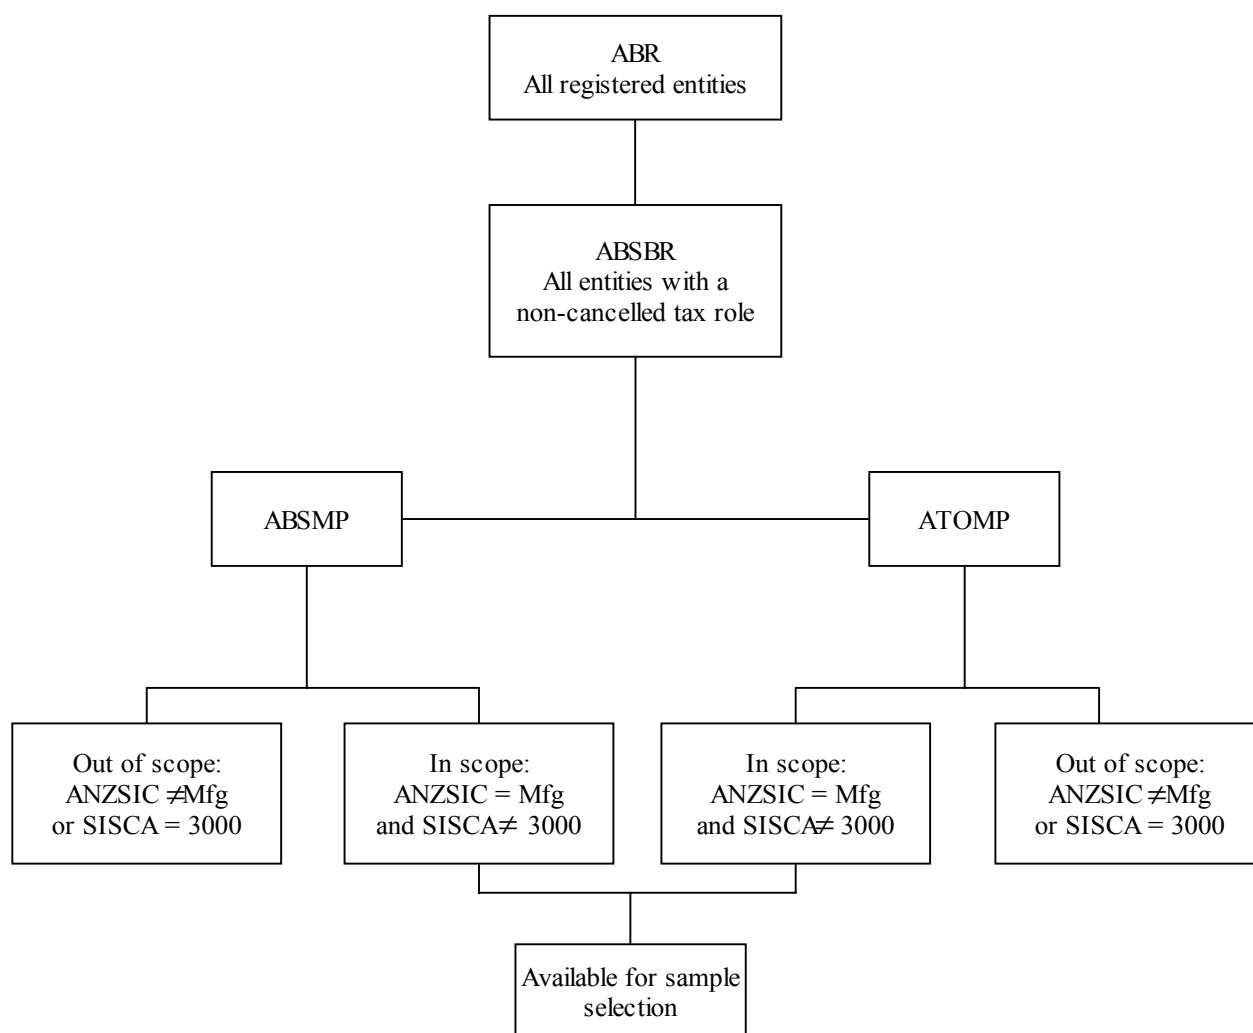 ABR
All registered entities
ABSBR
All entities with a
non-cancelled tax role
ABSMP
ATOMP
Out of scope:
ANZSIC ≠Mfg
or SISCA = 3000
In scope:
ANZSIC = Mfg
and SISCA≠ 3000
In scope:
ANZSIC = Mfg
and SISCA≠ 3000
Out of scope:
ANZSIC ≠Mfg
or SISCA = 3000
Available for sample
selection